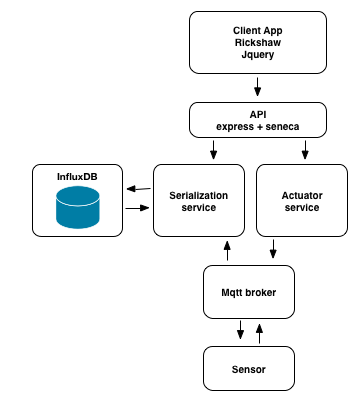 Client App
Rickshaw
Jquery
API
express + seneca
InfluxDB
Serialization
service
Actuator
service
Mqtt broker
Sensor